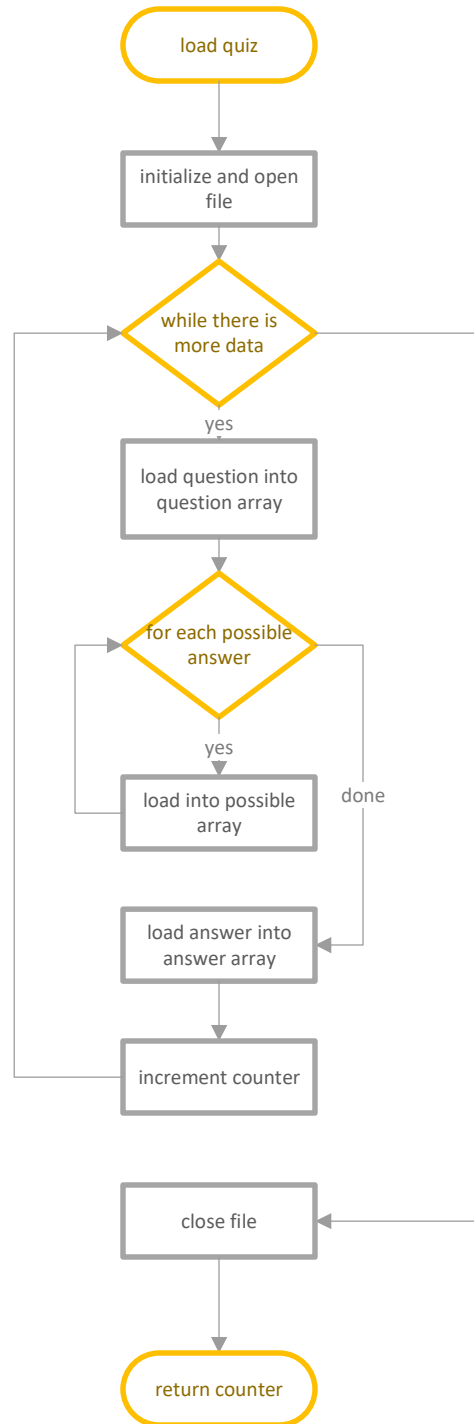 load quiz
initialize and open
file
while there is
more data
yes
load question into
question array
for each possible
answer
yes
load into possible
array
done
load answer into
answer array
increment counter
close file
return counter